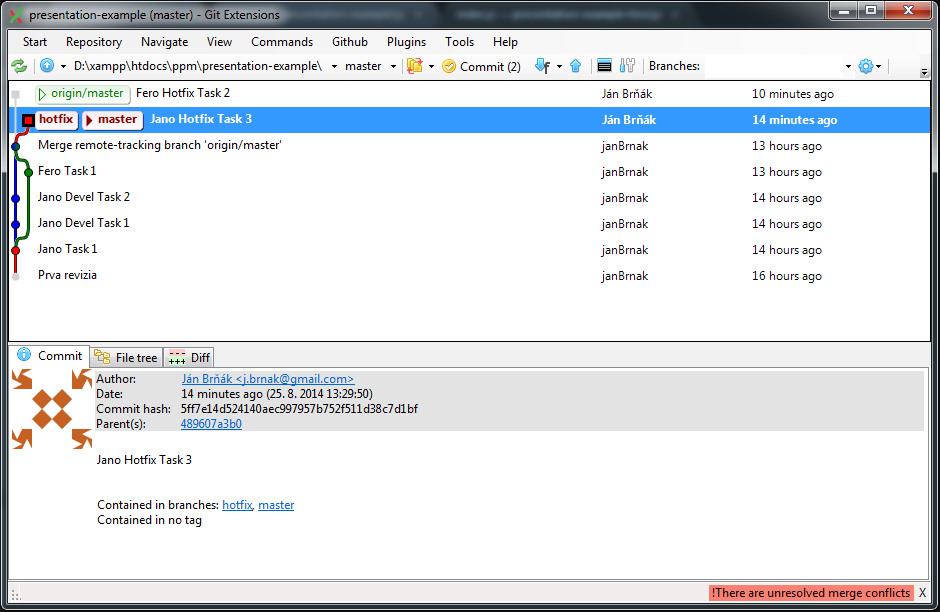 presentation-example (master) - Git Extensions
Start Repository Navigate View Commands Github Plugins Tools Help
D:\xampp\htdocs\ppm\presentation-example\ master Commit (2) Branches:
origin/master Fero Hotfix Task 2 Ján Brňák 10 minutes ago
hotfix master Jano Hotfix Task 3 Ján Brňák 14 minutes ago
Merge remote-tracking branch 'origin/master' janBrnak 13 hours ago
Fero Task 1 janBrnak 13 hours ago
Jano Devel Task 2 janBrnak 14 hours ago
Jano Devel Task 1 janBrnak 14 hours ago
Jano Task 1 janBrnak 14 hours ago
Prva revizia janBrnak 16 hours ago
Commit File tree Diff
Author: Ján Brňák <j.brnak@gmail.com>
Date: 14 minutes ago (25. 8. 2014 13:29:50)
Commit hash: 5ff7e14d524140aec997957b752f511d38c7d1bf
Parent(s): 489607a3b0
Jano Hotfix Task 3
Contained in branches: hotfix, master
Contained in no tag
!There are unresolved merge conflicts X